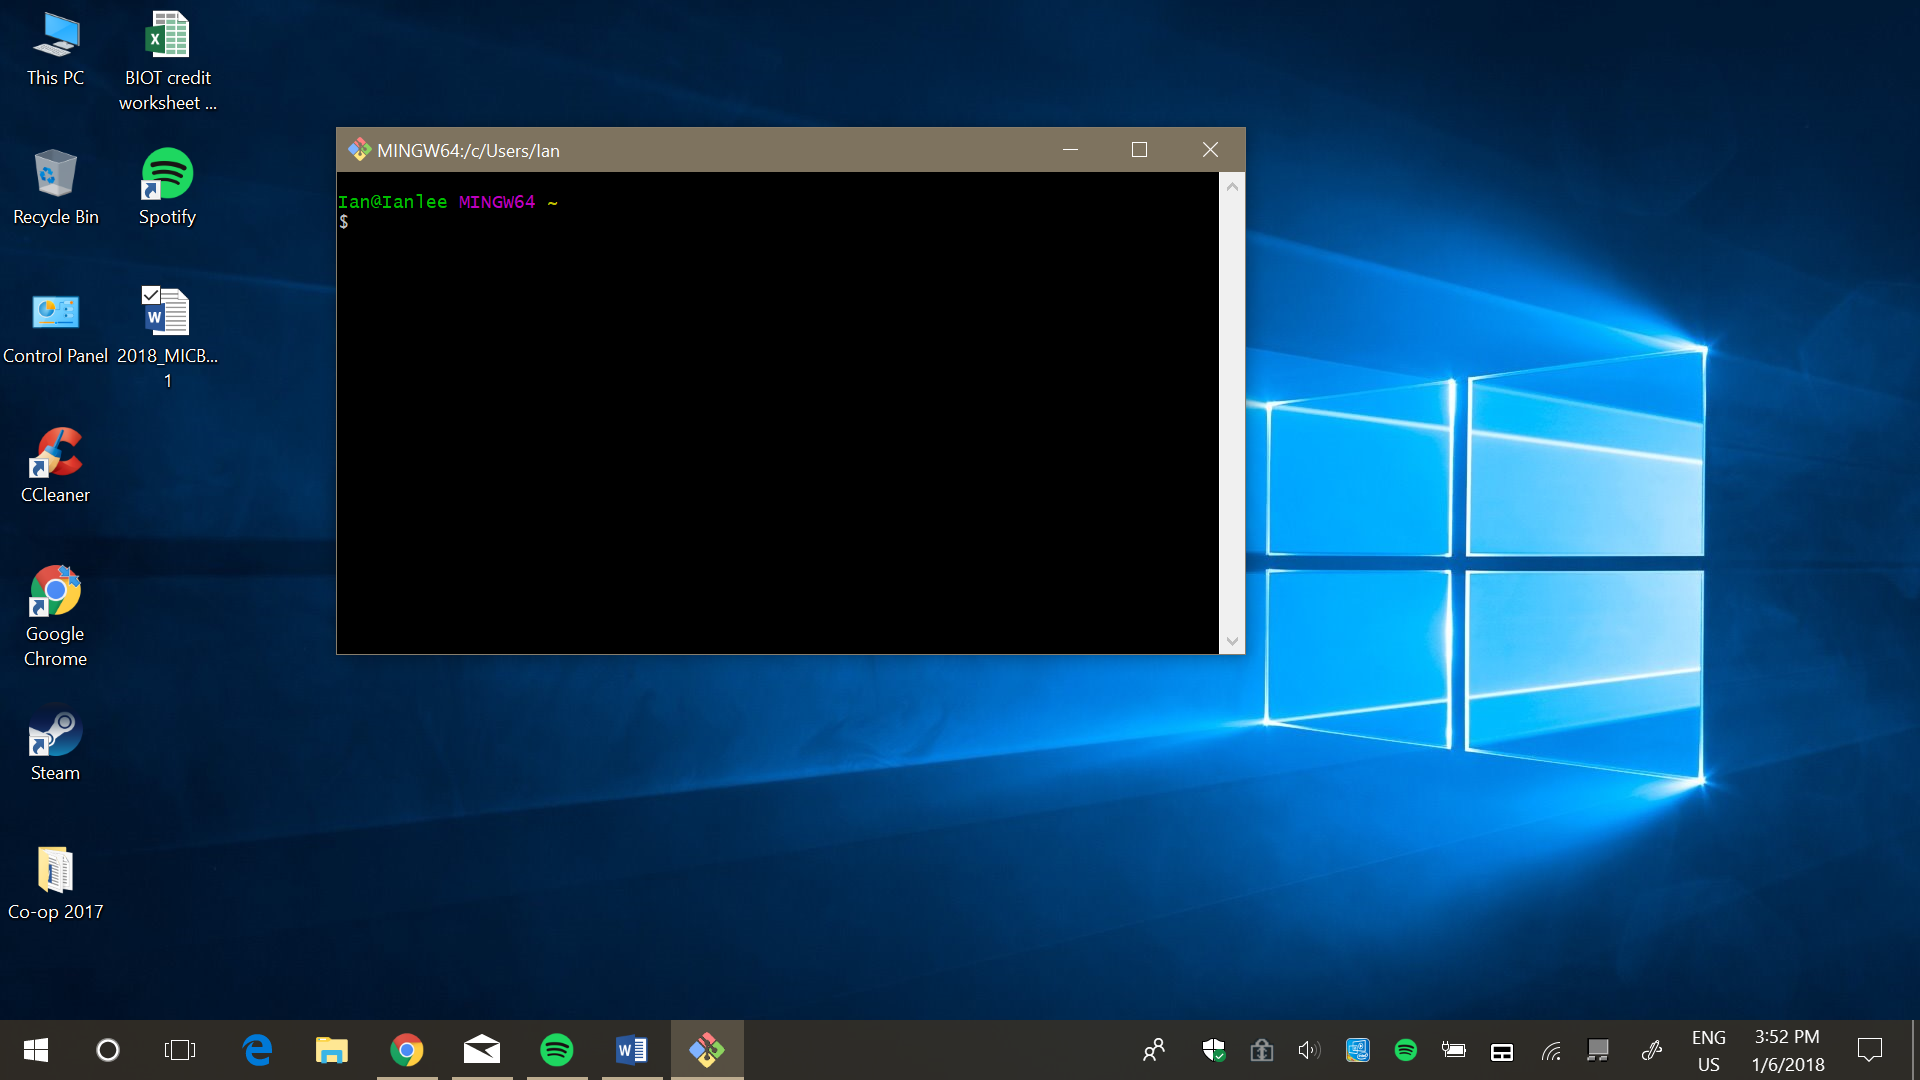 This PC
BIOT credit
worksheet ...
Recycle Bin
Spotify
Control Panel
2018_MICB...
1
CCleaner
Google
Chrome
Steam
Co-op 2017
MINGW64:/c/Users/Ian
Ian@Ianlee MINGW64 ~
$
ENG
US
3:52 PM
1/6/2018